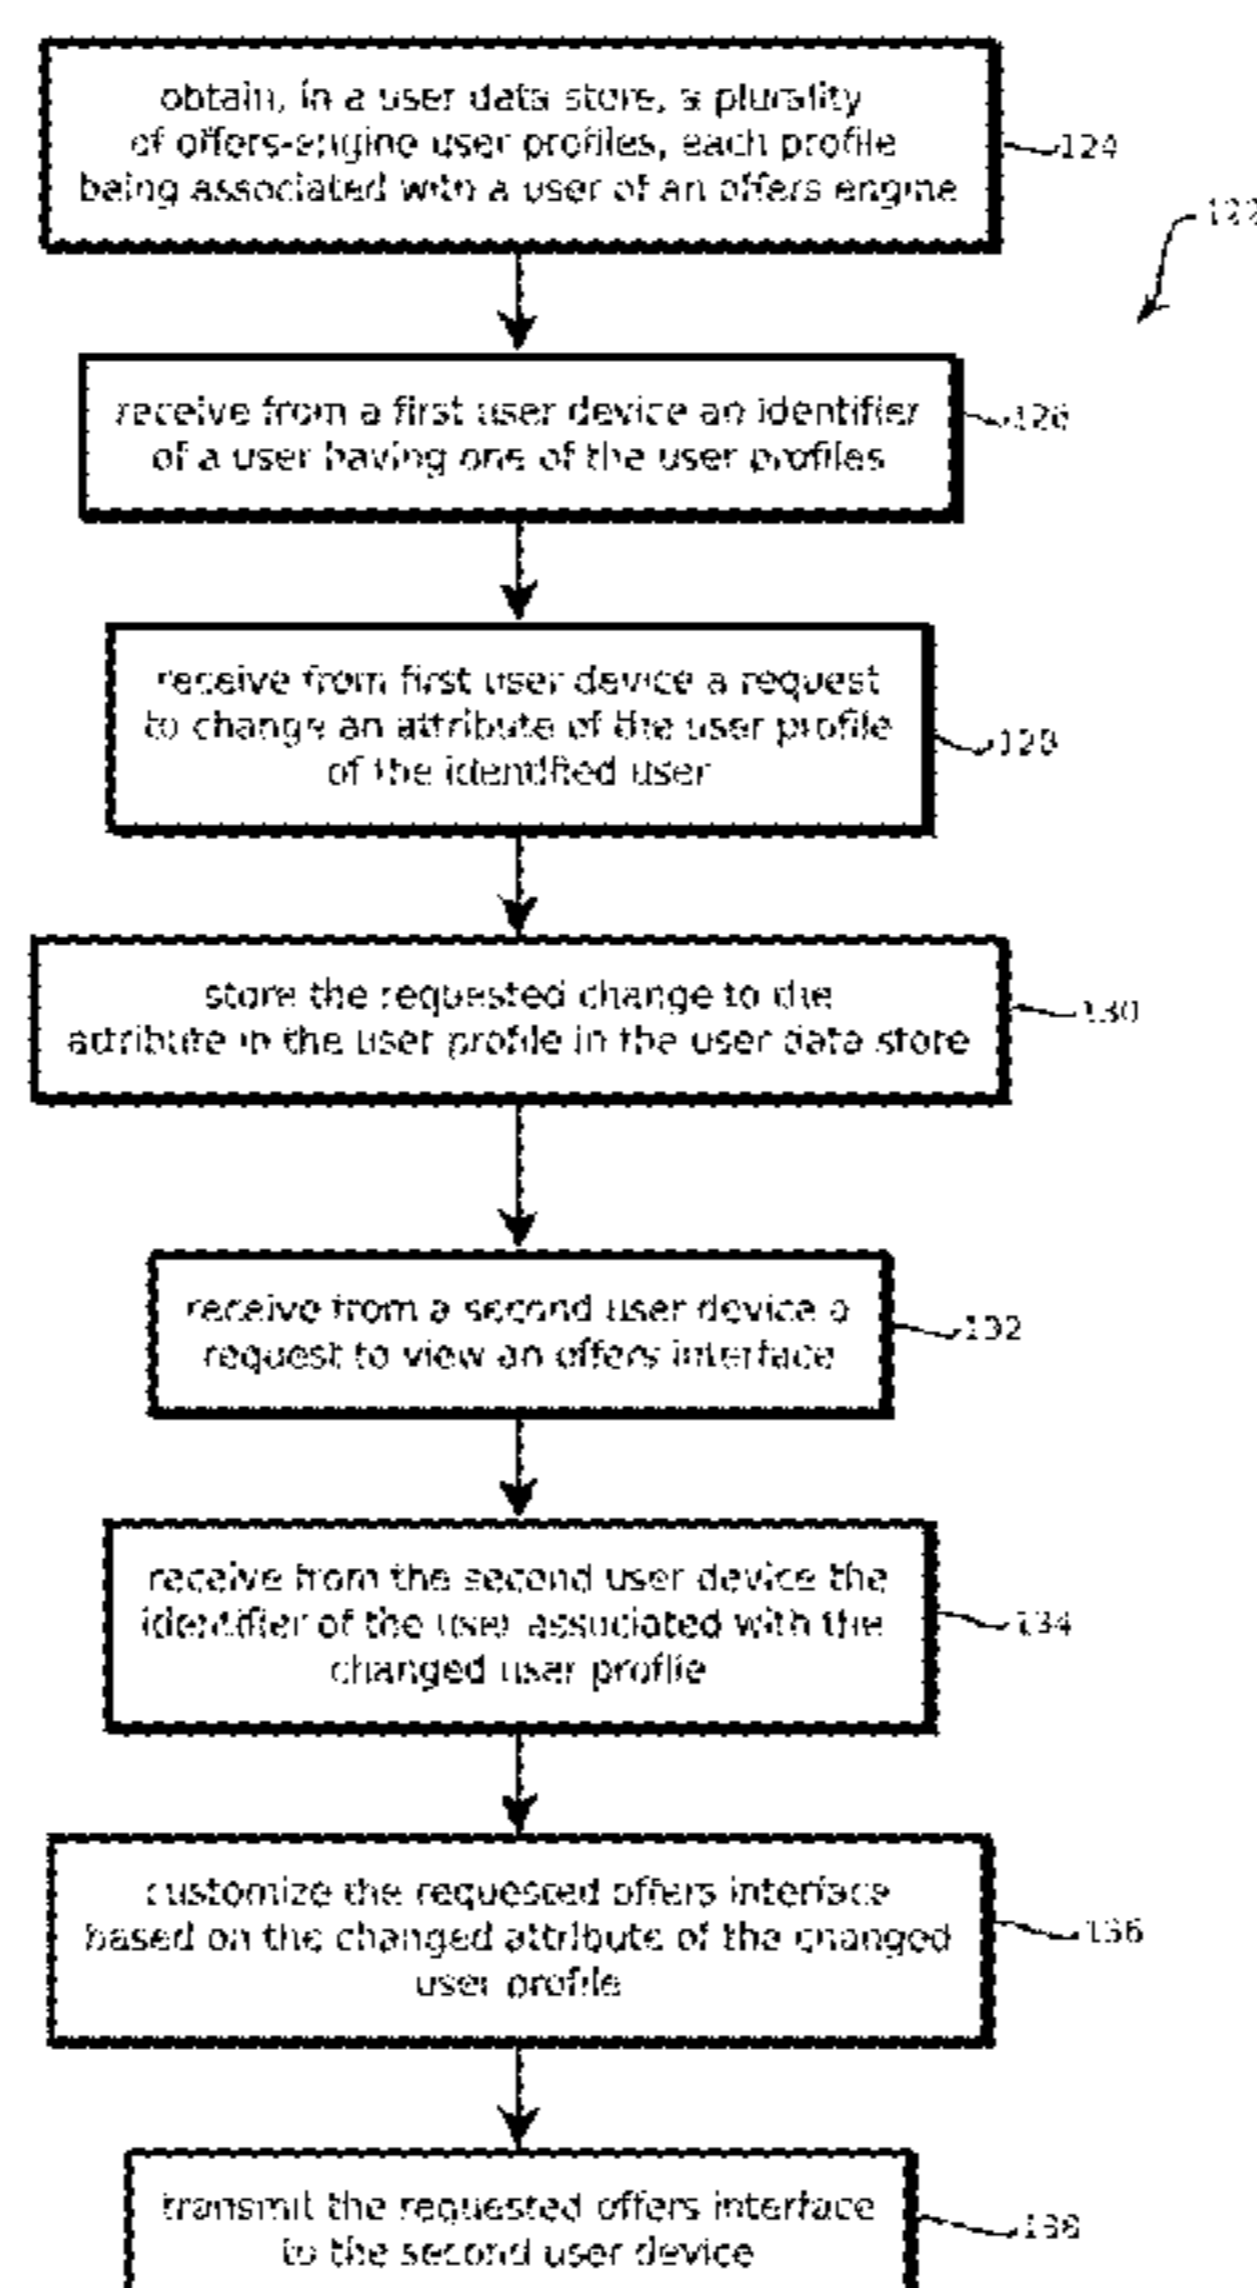 obtain, in a user data store, a plurality
of offers-engine user profiles, each profile
being associated with a user of an offers engine
124
122
receive from a first user device an identifier
of a user having one of the user profiles
126
receive from first user device a request
to change an attribute of the user profile
of the identified user
128
store the requested change to the
attribute in the user profile in the user data store
130
receive from a second user device a
request to view an offers interface
132
receive from the second user device the
identifier of the user associated with the
changed user profile
134
customize the requested offers interface
based on the changed attribute of the changed
user profile
136
transmit the requested offers interface
to the second user device
138